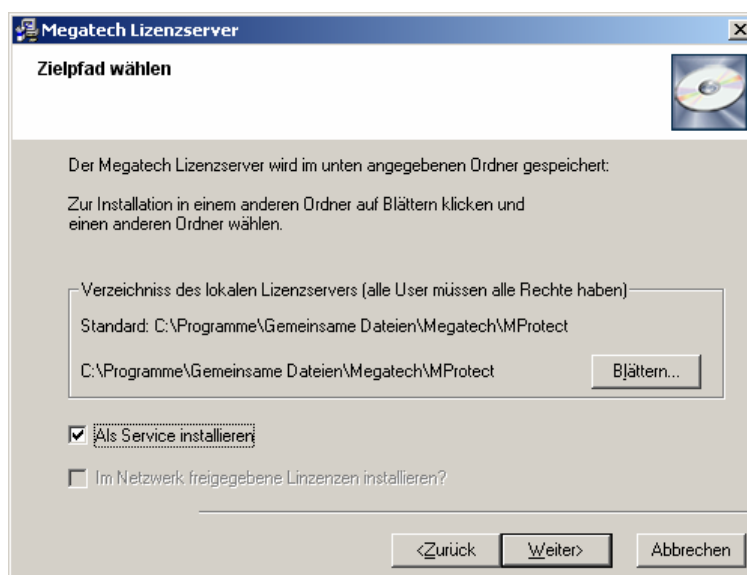 Megatech Lizenzserver
Zielpfad wählen
Der Megatech Lizenzserver wird im unten angegebenen Ordner gespeichert:
Zur Installation in einem anderen Ordner auf Blättern klicken und
einen anderen Ordner wählen.
Verzeichniss des lokalen Lizenzservers (alle User müssen alle Rechte haben)
Standard: C:\Programme\Gemeinsame Dateien\Megatech\MProtect
C:\Programme\Gemeinsame Dateien\Megatech\MProtect
Blättern...
Als Service installieren
Im Netzwerk freigegebene Linzenzen installieren?
<Zurück
Weiter>
Abbrechen